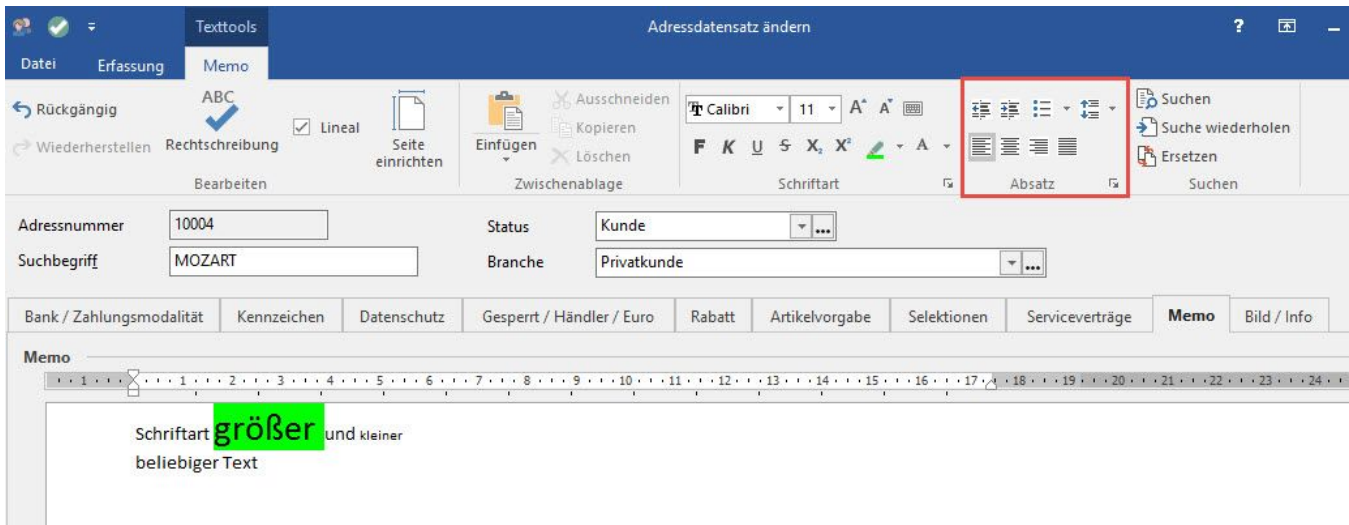 Texttools
Adressdatensatz ändern
?
Datei Erfassung Memo
Rückgängig
Wiederherstellen
ABC
Rechtschreibung
Lineal
Seite
einrichten
Bearbeiten
Einfügen
Ausschneiden
Kopieren
Löschen
Zwischenablage
Calibri 11 A A
F K U S X₂ X² A
Schriftart
Absatz
Suchen
Suche wiederholen
Ersetzen
Suchen
Adressnummer 10004 Status Kunde ...
Suchbegriff MOZART Branche Privatkunde ...
Bank / Zahlungsmodalität Kennzeichen Datenschutz Gesperrt / Händler / Euro Rabatt Artikelvorgabe Selektionen Serviceverträge Memo Bild / Info
Memo
1 1 2 3 4 5 6 7 8 9 10 11 12 13 14 15 16 17 18 19 20 21 22 23 24
Schriftart größer und kleiner
beliebiger Text